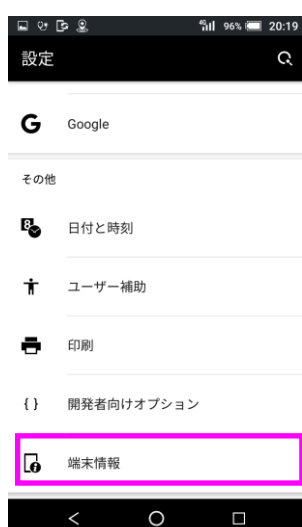 4G 96% 20:19
設定
G Google
その他
日付と時刻
ユーザー補助
印刷
{ } 開発者向けオプション
端末情報